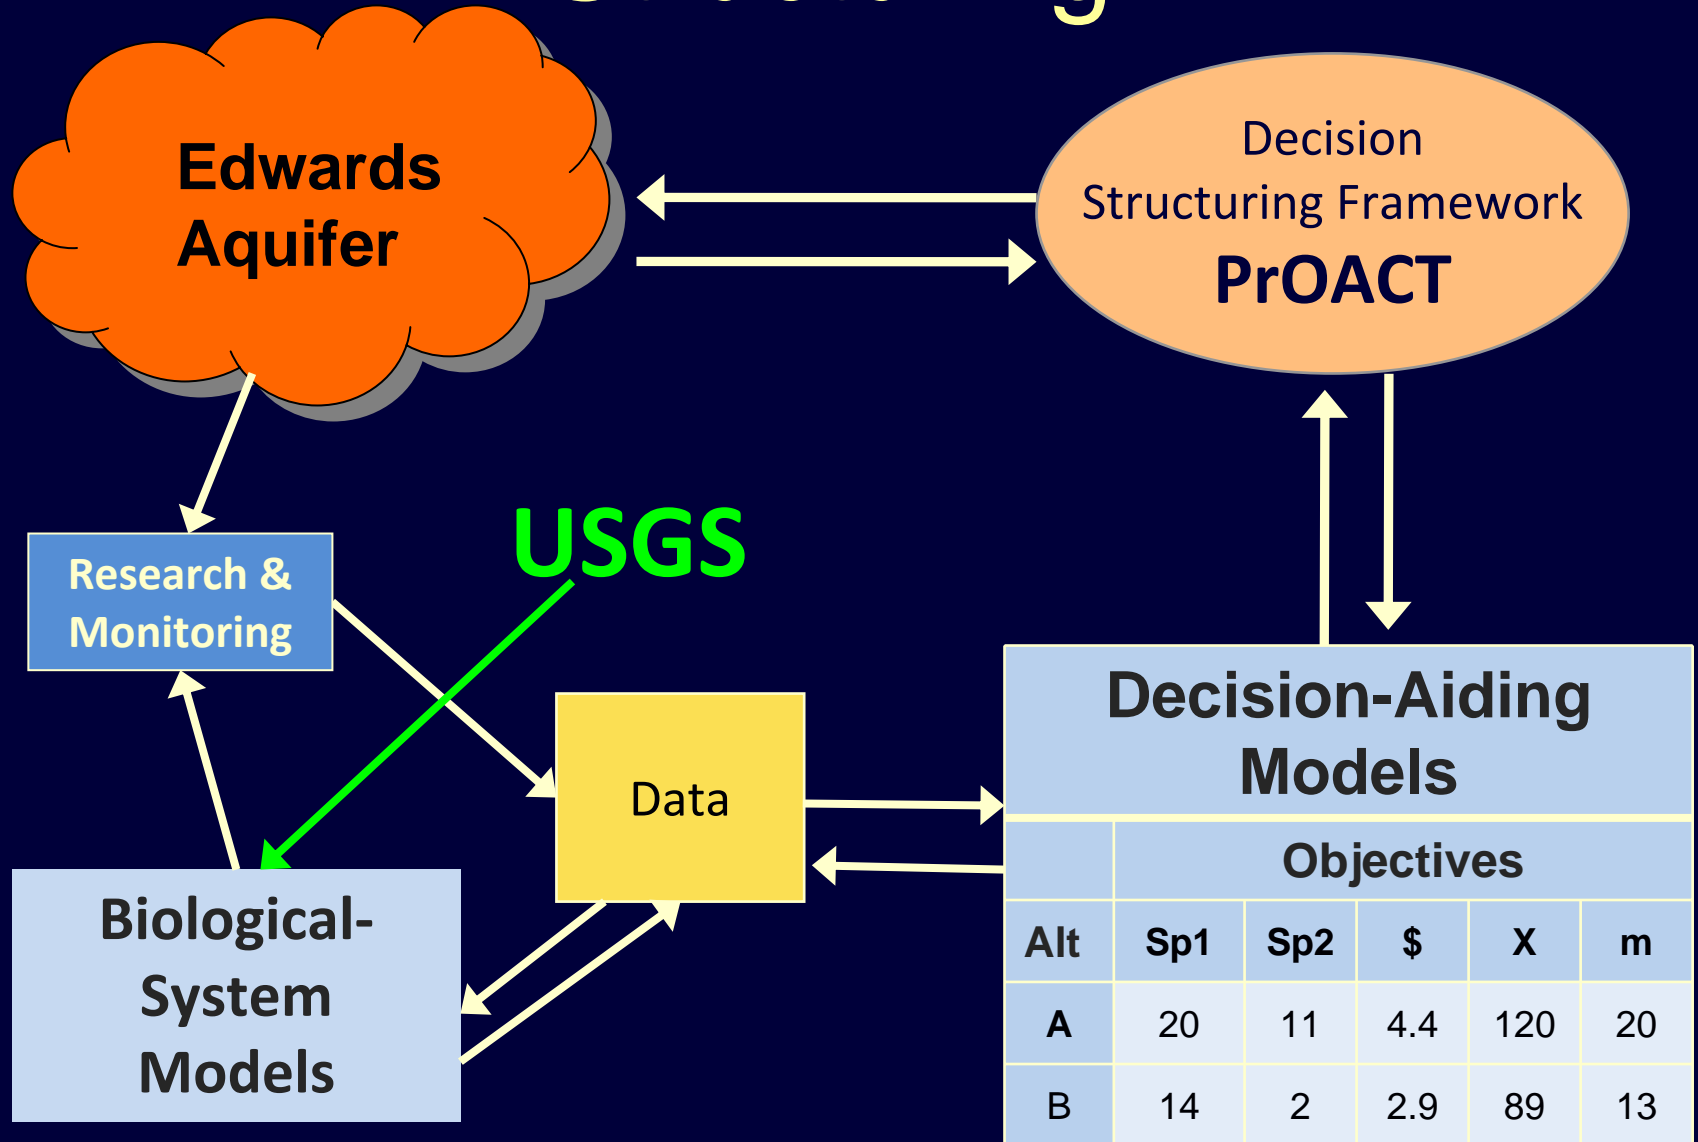 Edwards
Aquifer
Decision
Structuring Framework
PrOACT
USGS
Research &
Monitoring
Data
Biological-
System
Models
Decision-Aiding
Models
Objectives
Alt Sp1 Sp2 $ X m
A 20 11 4.4 120 20
B 14 2 2.9 89 13